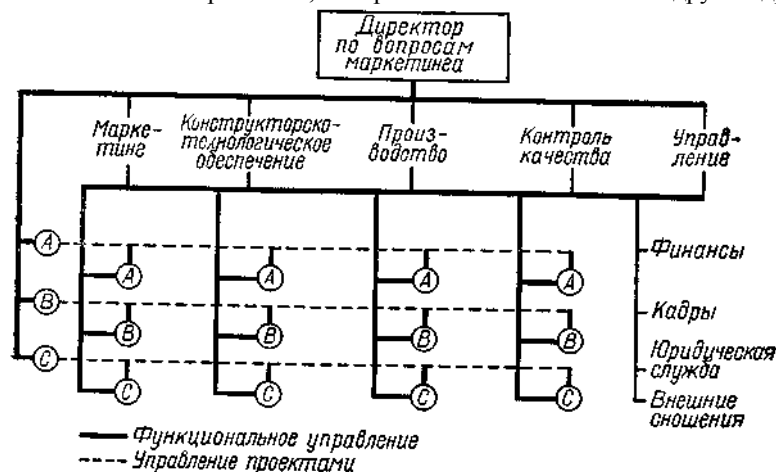 Директор
по вопросам
маркетинга
Марке-
тинг
Конструкторско-
технологическое
обеспечение
Произ-
водство
Контроль
качества
Управ-
ление
A
A
A
A
A
Финансы
B
B
B
B
B
Кадры
C
C
C
C
C
Юридическая
служба
Внешние
сношения
Функциональное управление
Управление проектами